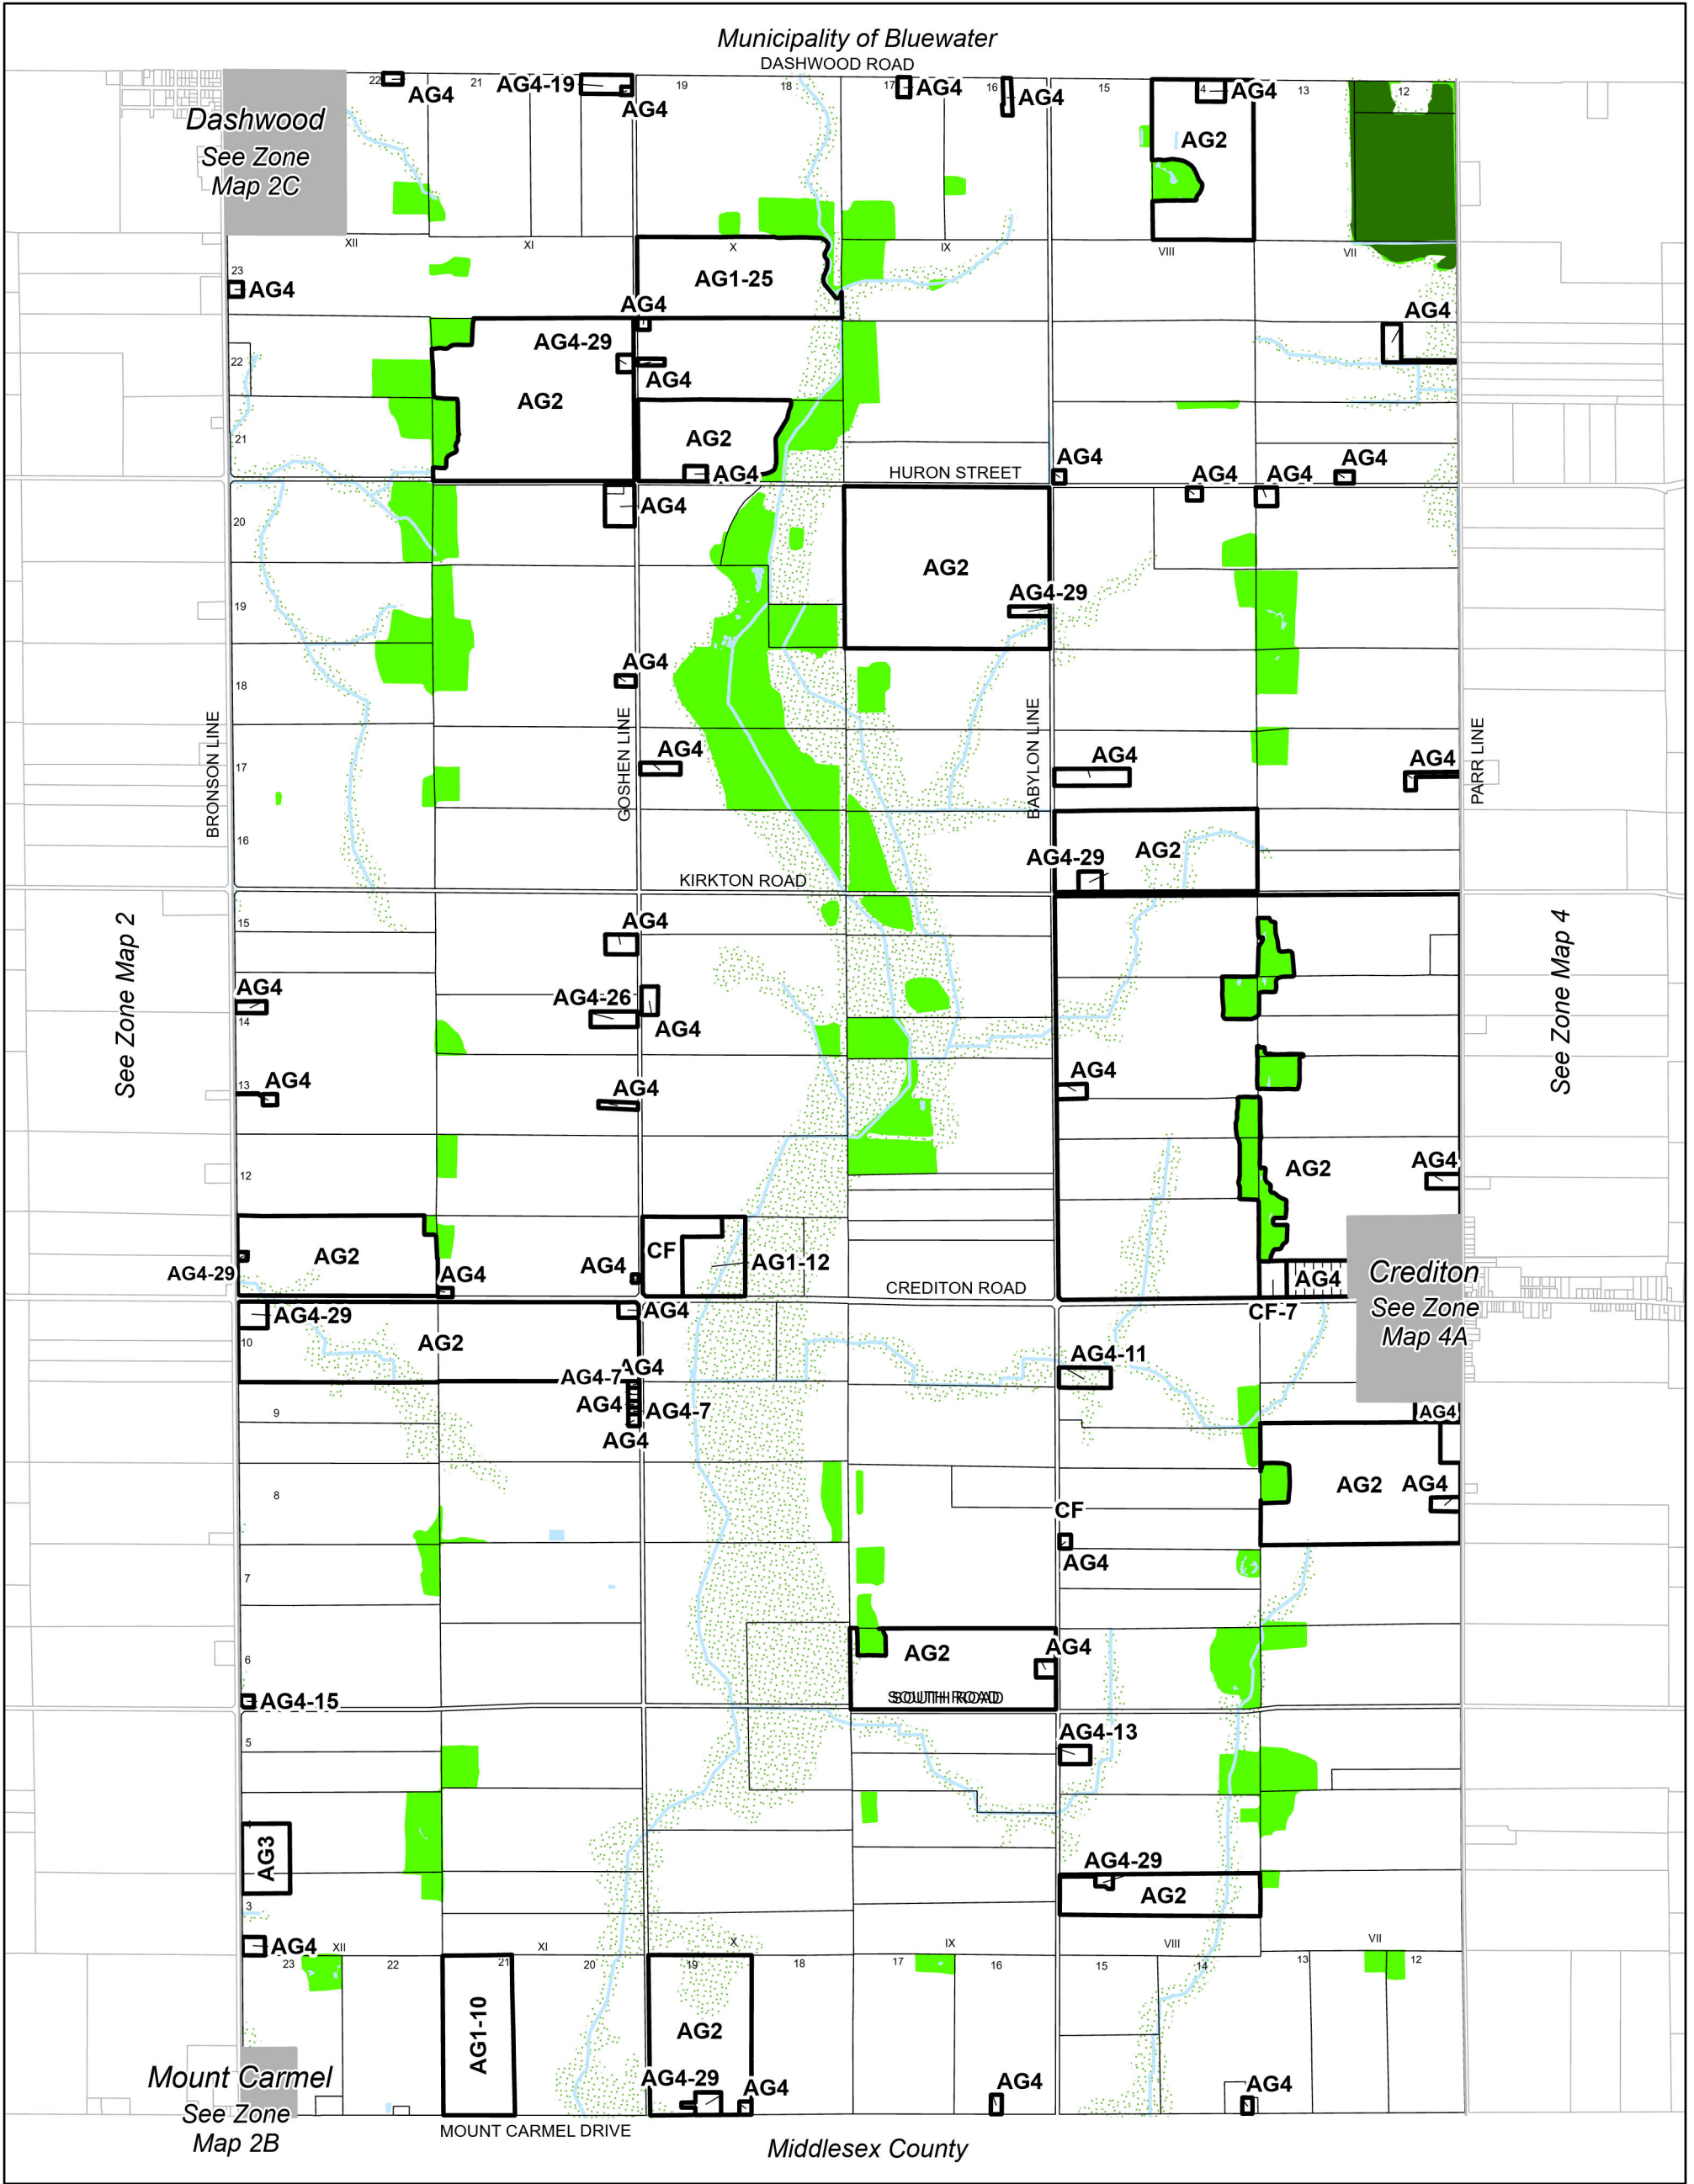 Municipality of Bluewater
DASHWOOD ROAD
22
AG4
21
AG4-19
AG4
19
18
17
AG4
16
AG4
15
4
AG4
13
12
Dashwood
See Zone
Map 2C
AG2
XII
XI
X
IX
VIII
VII
23
AG4
AG1-25
AG4
AG4
AG4-29
22
AG4
AG2
AG2
21
AG4
HURON STREET
AG4
AG4
AG4
AG4
AG4
20
AG2
AG4-29
19
AG4
18
BRONSON LINE
GOSHEN LINE
BABYLON LINE
PARR LINE
17
AG4
AG4
AG4
16
AG4-29
AG2
KIRKTON ROAD
See Zone Map 2
See Zone Map 4
15
AG4
AG4
AG4-26
14
AG4
13
AG4
AG4
AG4
12
AG2
AG4
AG2
AG4-29
AG4
AG4
CF
AG1-12
CREDITON ROAD
AG4
CF-7
Crediton
See Zone
Map 4A
AG4-29
10
AG2
AG4
AG4-7
AG4
AG4-11
9
AG4
AG4-7
AG4
AG4
8
AG2
AG4
CF
AG4
7
6
AG2
AG4
SOUTH ROAD
SOUTH ROAD
AG4-15
5
AG4-13
4
AG3
AG4-29
AG2
3
AG4
XII
XI
X
IX
VIII
VII
23
22
21
20
19
18
17
16
15
14
13
12
AG1-10
AG2
AG4-29
AG4
AG4
AG4
Mount Carmel
See Zone
Map 2B
MOUNT CARMEL DRIVE
Middlesex County